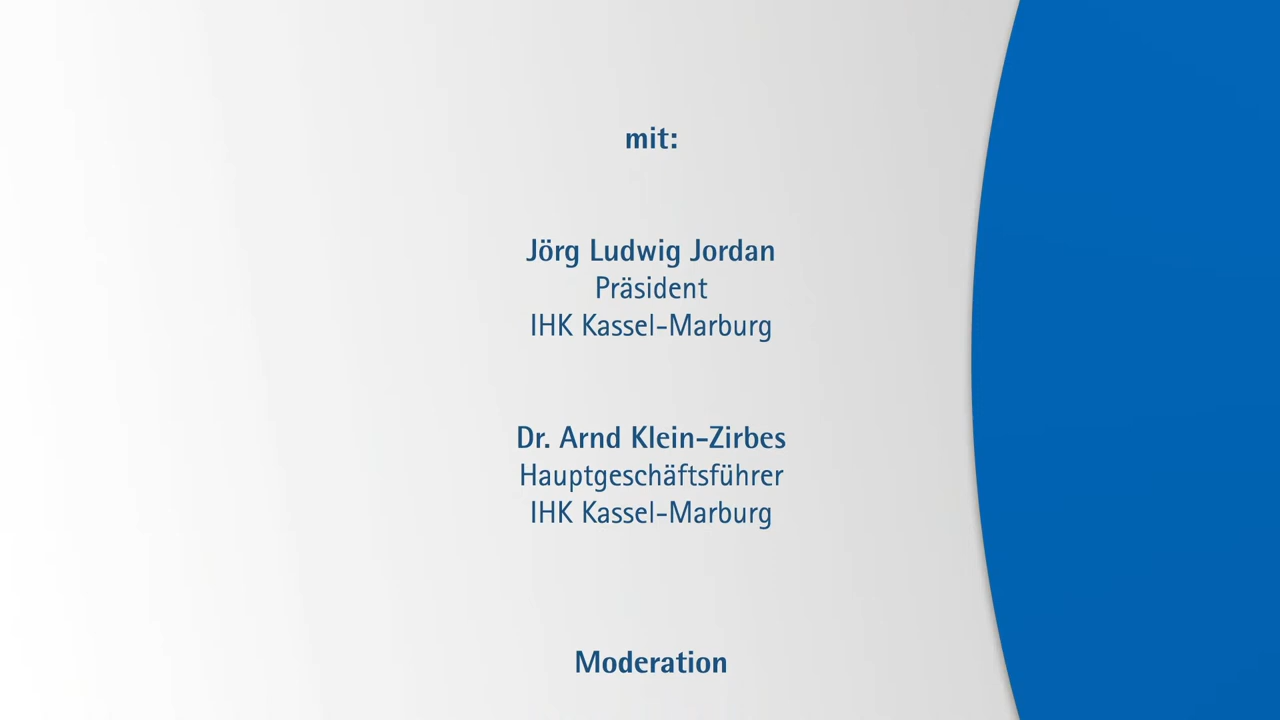 mit:
Jörg Ludwig Jordan
Präsident
IHK Kassel-Marburg
Dr. Arnd Klein-Zirbes
Hauptgeschäftsführer
IHK Kassel-Marburg
Moderation